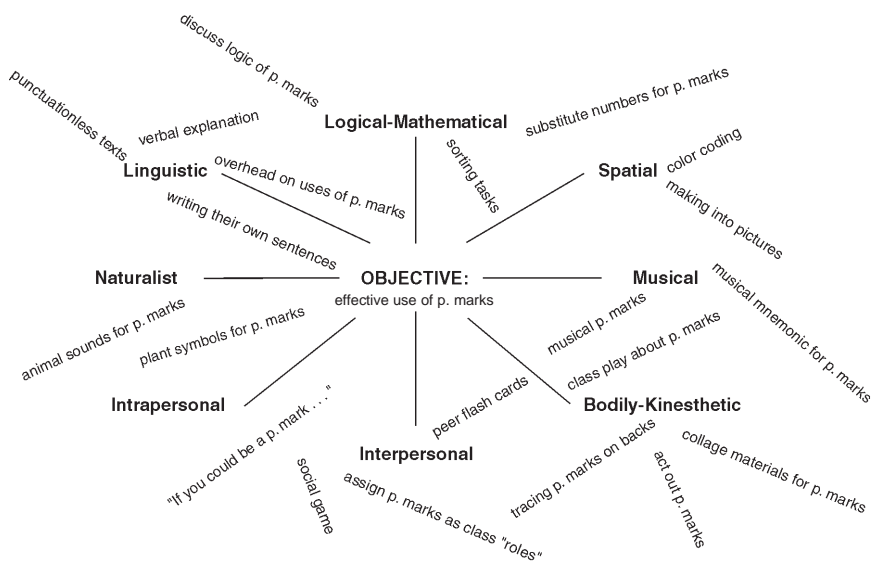 discuss logic of p. marks
punctuationless texts
verbal explanation
Logical-Mathematical
substitute numbers for p. marks
Linguistic
overhead on uses of p. marks
sorting tasks
Spatial
color coding
writing their own sentences
making into pictures
Naturalist
OBJECTIVE:
effective use of p. marks
Musical
musical mnemonic for p. marks
animal sounds for p. marks
plant symbols for p. marks
musical p. marks
class play about p. marks
Intrapersonal
"If you could be a p. mark . . ."
peer flash cards
Bodily-Kinesthetic
Interpersonal
social game
assign p. marks as class "roles"
tracing p. marks on backs
act out p. marks
collage materials for p. marks